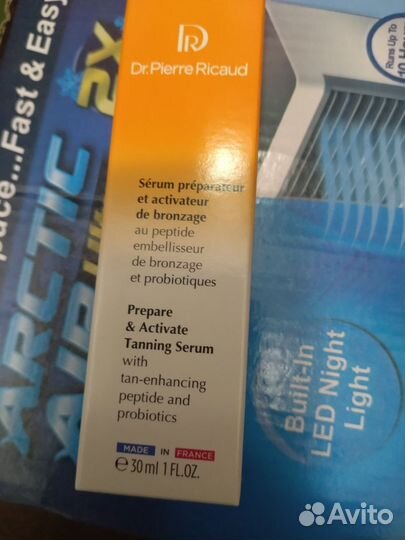 DR
Dr.Pierre Ricaud
Sérum préparateur
et activateur
de bronzage
au peptide
embellisseur
de bronzage
et probiotiques
Prepare
& Activate
Tanning Serum
with
tan-enhancing
peptide and
probiotics
MADE IN FRANCE
e 30 ml 1 FL.OZ.
pace...Fast & Easy
ARCTIC
AIR
2X
Runs Up To
10 Hours
Built-In
LED Night
Light
Avito